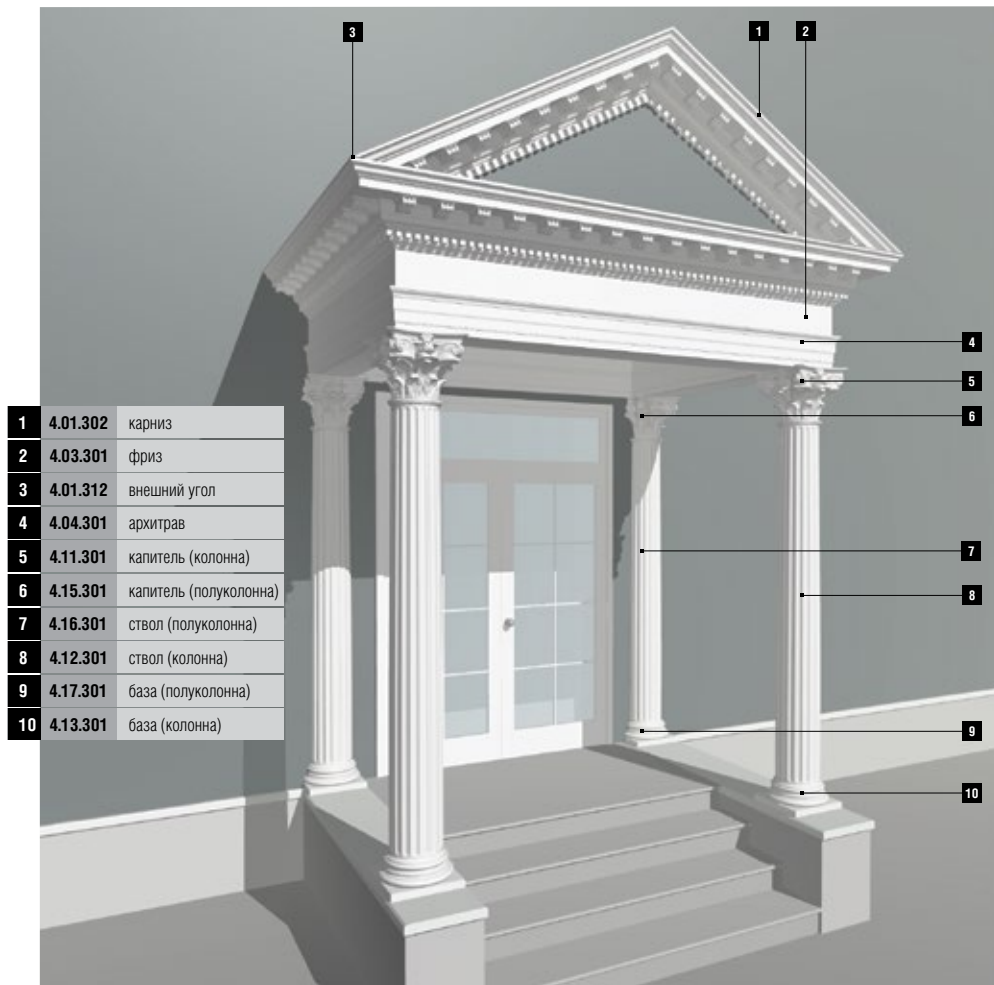 3
1
2
4
5
6
7
8
9
10
1 4.01.302 карниз
2 4.03.301 фриз
3 4.01.312 внешний угол
4 4.04.301 архитрав
5 4.11.301 капитель (колонна)
6 4.15.301 капитель (полуколонна)
7 4.16.301 ствол (полуколонна)
8 4.12.301 ствол (колонна)
9 4.17.301 база (полуколонна)
10 4.13.301 база (колонна)